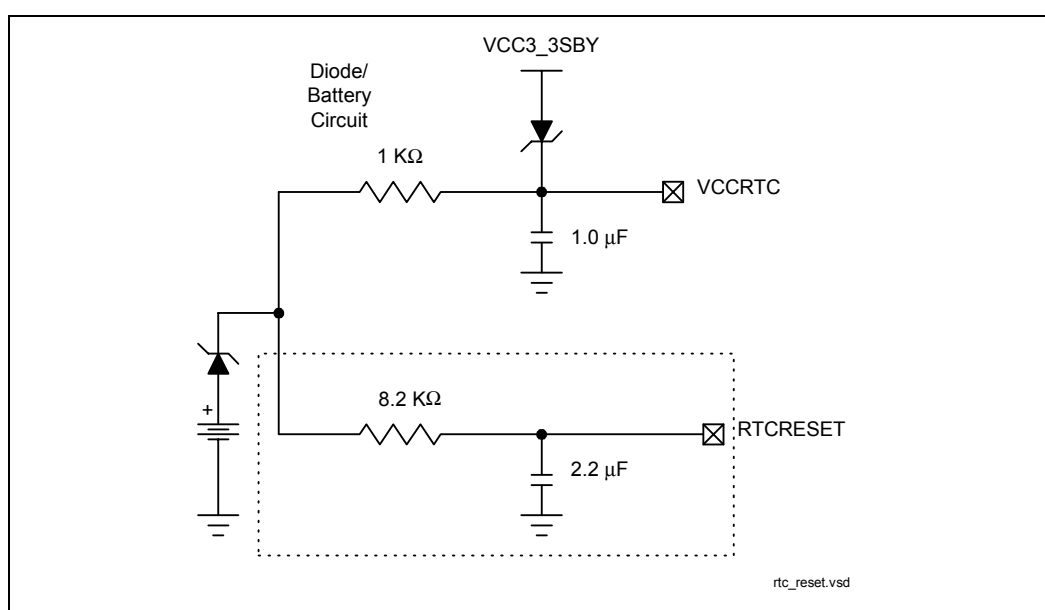 VCC3_3SBY
Diode/
Battery
Circuit
1 KΩ
VCCRTC
1.0 μF
+
8.2 KΩ
RTCRESET
2.2 μF
rtc_reset.vsd